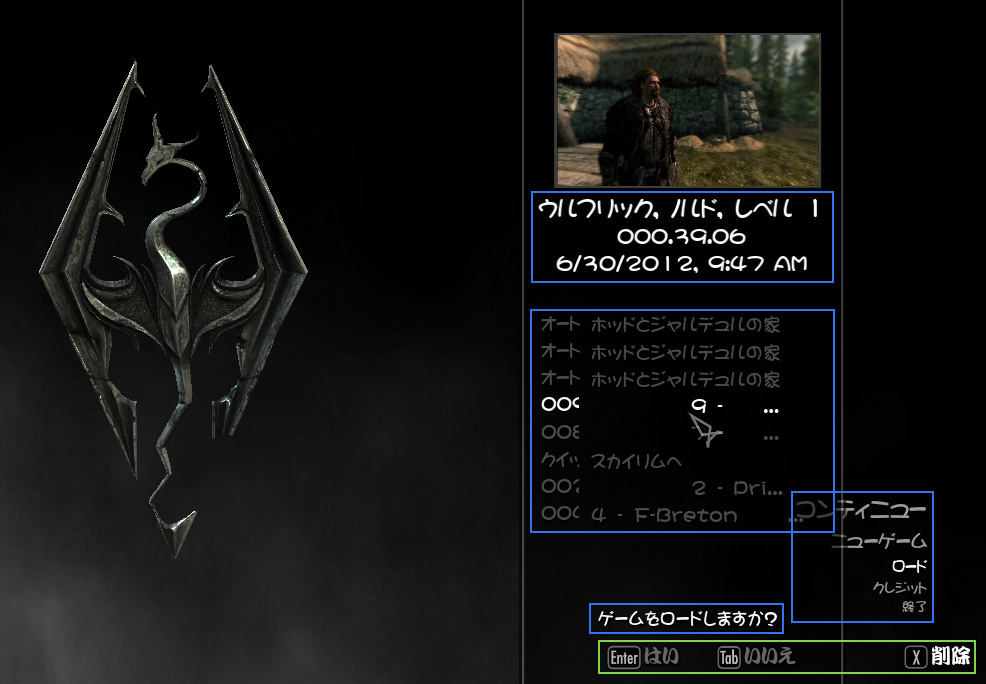 ウルフリック, ノルド, レベル 1
000.39.06
6/30/2012, 9:47 AM
オート ホッドとジャルデュルの家
オート ホッドとジャルデュルの家
オート ホッドとジャルデュルの家
009 9 - ...
008 ...
クイッ スカイリムへ
002 2 - Dri...
000 4 - F-Breton ...
コンティニュー
ニューゲーム
ロード
クレジット
終了
ゲームをロードしますか?
Enter はい Tab いいえ X 削除